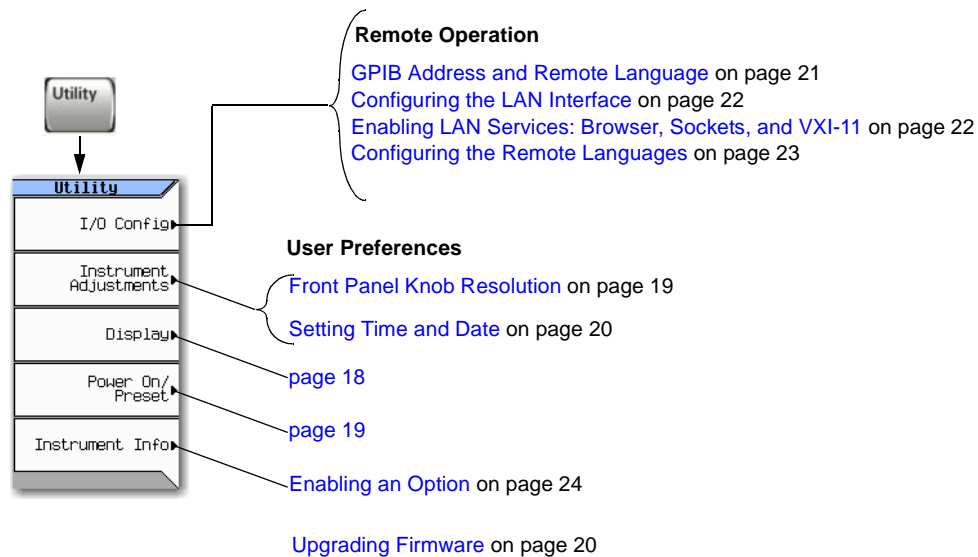 Remote Operation
GPIB Address and Remote Language on page 21
Configuring the LAN Interface on page 22
Enabling LAN Services: Browser, Sockets, and VXI-11 on page 22
Configuring the Remote Languages on page 23
Utility
Utility
I/O Config
Instrument
Adjustments
Display
Power On/
Preset
Instrument Info
User Preferences
Front Panel Knob Resolution on page 19
Setting Time and Date on page 20
page 18
page 19
Enabling an Option on page 24
Upgrading Firmware on page 20